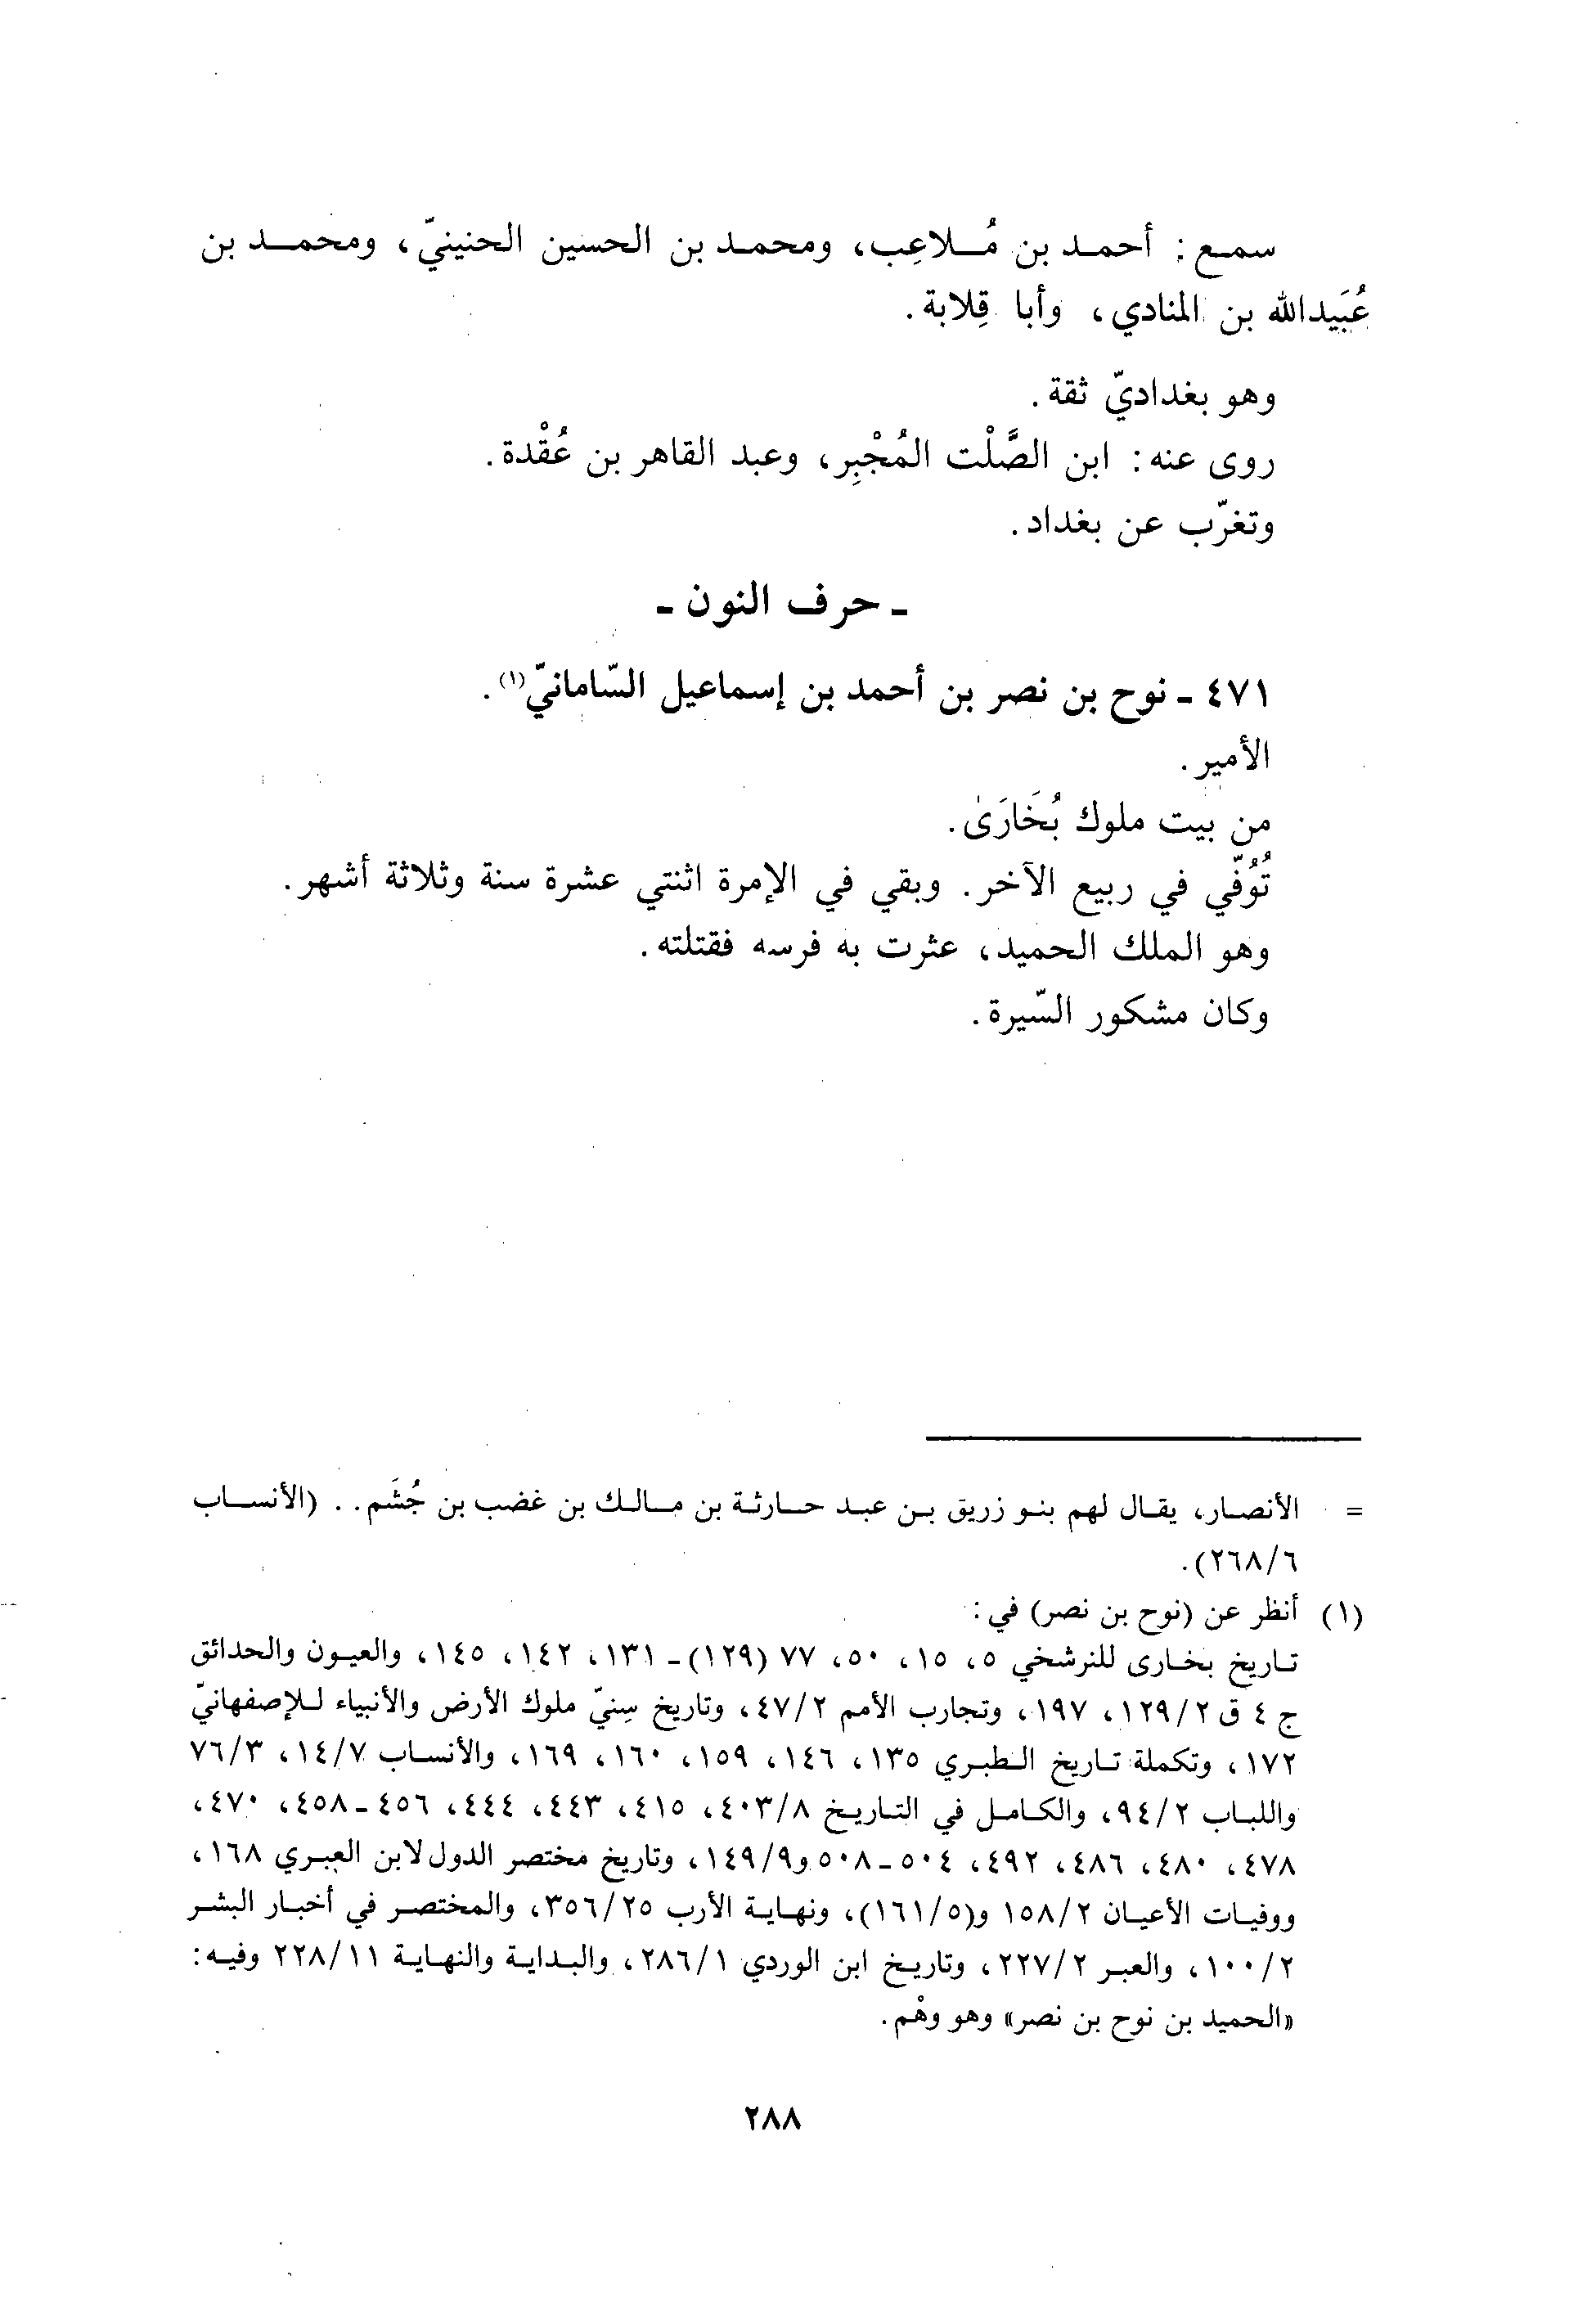 سمع: أحمد بن مُلاعِب، ومحمد بن الحسين الحنينيّ، ومحمد بن
عُبَيدالله بن المنادي، وأبا قِلابة.
وهو بغداديّ ثقة.
روى عنه: ابن الصَّلْت المُجْبِر، وعبد القاهر بن عُقْدة.
وتغرّب عن بغداد.
- حرف النون -
٤٧١ - نوح بن نصر بن أحمد بن إسماعيل السّامانيّ(١).
الأمير.
من بيت ملوك بُخَارَىٰ.
تُوُفّي في ربيع الآخر. وبقي في الإمرة اثنتي عشرة سنة وثلاثة أشهر.
وهو الملك الحميد، عثرت به فرسه فقتلته.
وكان مشكور السّيرة.
= الأنصار، يقال لهم بنو زريق بن عبد حارثة بن مالك بن غضب بن جُشَم.. (الأنساب
٢٦٨/٦).
(١) أنظر عن (نوح بن نصر) في:
تاريخ بخارى للنرشخي ٥، ١٥، ٥٠، ٧٧ (١٢٩) - ١٣١، ١٤٢، ١٤٥، والعيون والحدائق
ج ٤ ق ١٢٩/٢، ١٩٧، وتجارب الأمم ٤٧/٢، وتاريخ سِنيّ ملوك الأرض والأنبياء للإصفهانيّ
١٧٢، وتكملة تاريخ الطبري ١٣٥، ١٤٦، ١٥٩، ١٦٠، ١٦٩، والأنساب ١٤/٧، ٧٦/٣
واللباب ٩٤/٢، والكامل في التاريخ ٤٠٣/٨، ٤١٥، ٤٤٣، ٤٤٤، ٤٥٦ - ٤٥٨، ٤٧٠،
٤٧٨، ٤٨٠، ٤٨٦، ٤٩٢، ٥٠٤ - ٥٠٨ و١٤٩/٩، وتاريخ مختصر الدول لابن العبري ١٦٨،
ووفيات الأعيان ١٥٨/٢ و(١٦١/٥)، ونهاية الأرب ٣٥٦/٢٥، والمختصر في أخبار البشر
١٠٠/٢، والعبر ٢٢٧/٢، وتاريخ ابن الوردي ٢٨٦/١، والبداية والنهاية ٢٢٨/١١ وفيه:
«الحميد بن نوح بن نصر» وهو وهْم.
٢٨٨